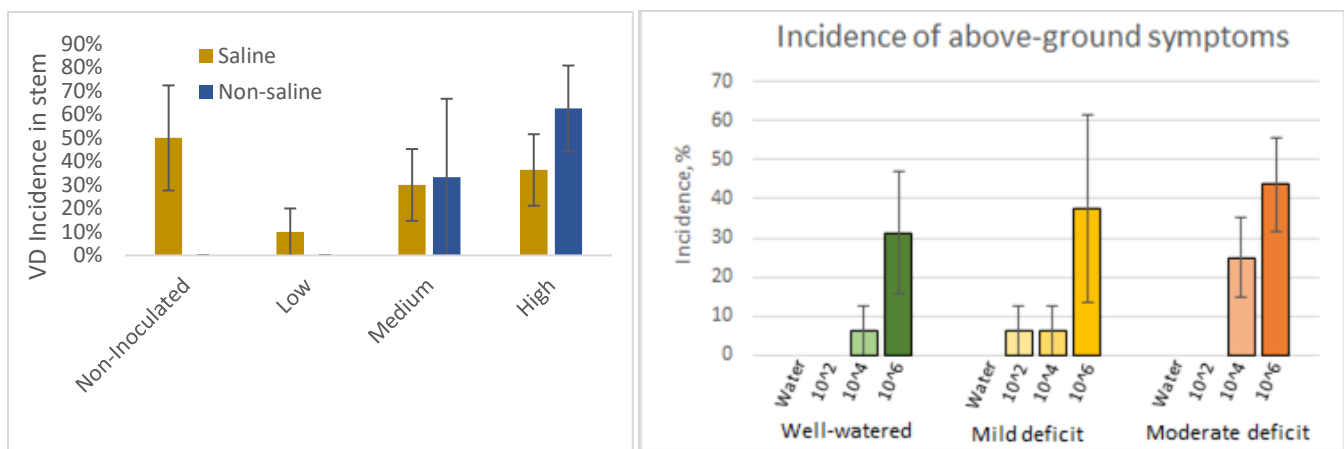 90%
80%
70%
60%
50%
40%
30%
20%
10%
0%
VD Incidence in stem
Saline
Non-saline
Non-Inoculated
Low
Medium
High
Incidence of above-ground symptoms
70
60
50
40
30
20
10
0
Incidence, %
Water 10^2 10^4 10^6 Water 10^2 10^4 10^6 Water 10^2 10^4 10^6
Well-watered Mild deficit Moderate deficit